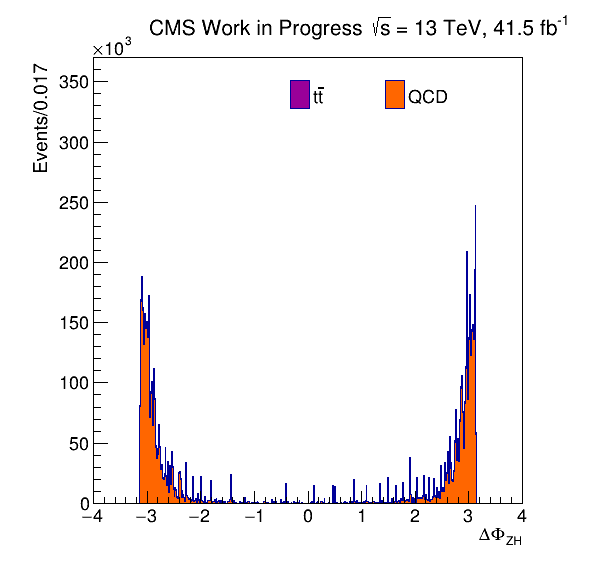 CMS Work in Progress √s = 13 TeV, 41.5 fb⁻¹
×10³
Events/0.017
tt̅
QCD
350
300
250
200
150
100
50
0
−4 −3 −2 −1 0 1 2 3 4
ΔΦ_ZH